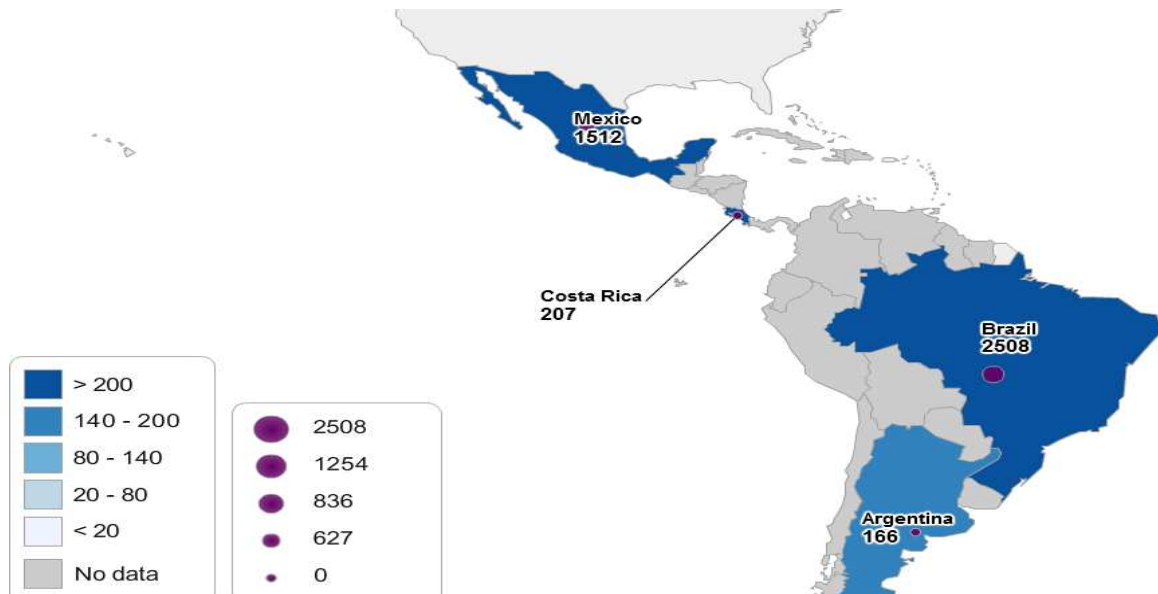 Mexico
1512
Costa Rica
207
Brazil
2508
Argentina
166
> 200
140 - 200
80 - 140
20 - 80
< 20
No data
2508
1254
836
627
0